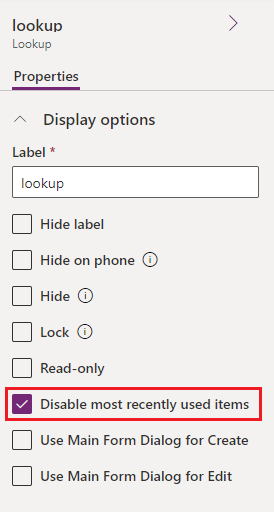 lookup
Lookup
Properties
Display options
Label *
lookup
Hide label
Hide on phone
Hide
Lock
Read-only
Disable most recently used items
Use Main Form Dialog for Create
Use Main Form Dialog for Edit